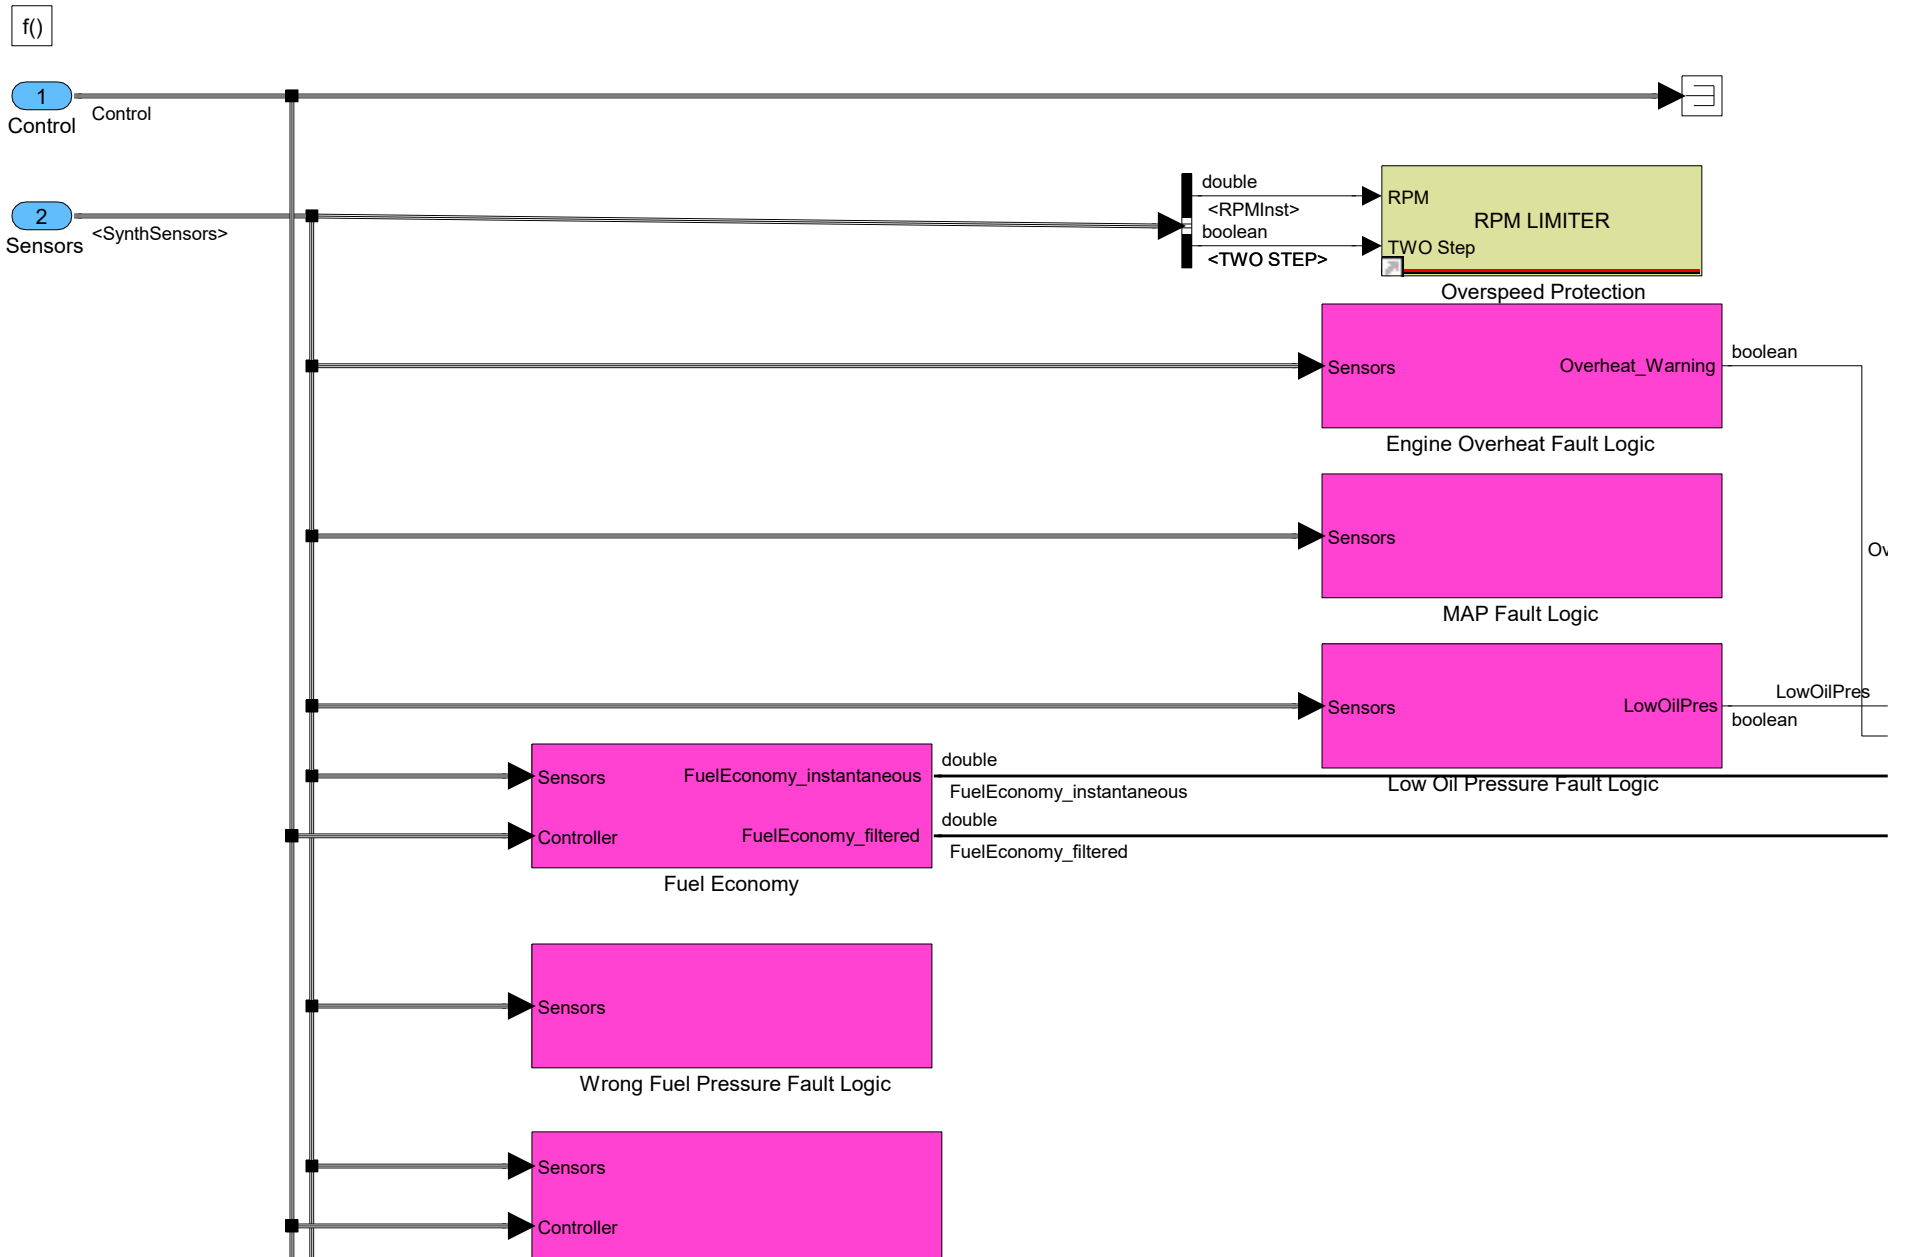 f()
1
Control
Control
2
Sensors
<SynthSensors>
double
<RPMInst>
boolean
<TWO STEP>
RPM
RPM LIMITER
TWO Step
Overspeed Protection
Sensors
Overheat_Warning
boolean
Engine Overheat Fault Logic
Sensors
Ov
MAP Fault Logic
Sensors
LowOilPres
LowOilPres
boolean
Low Oil Pressure Fault Logic
Sensors
FuelEconomy_instantaneous
double
FuelEconomy_instantaneous
Controller
FuelEconomy_filtered
double
FuelEconomy_filtered
Fuel Economy
Sensors
Wrong Fuel Pressure Fault Logic
Sensors
Controller